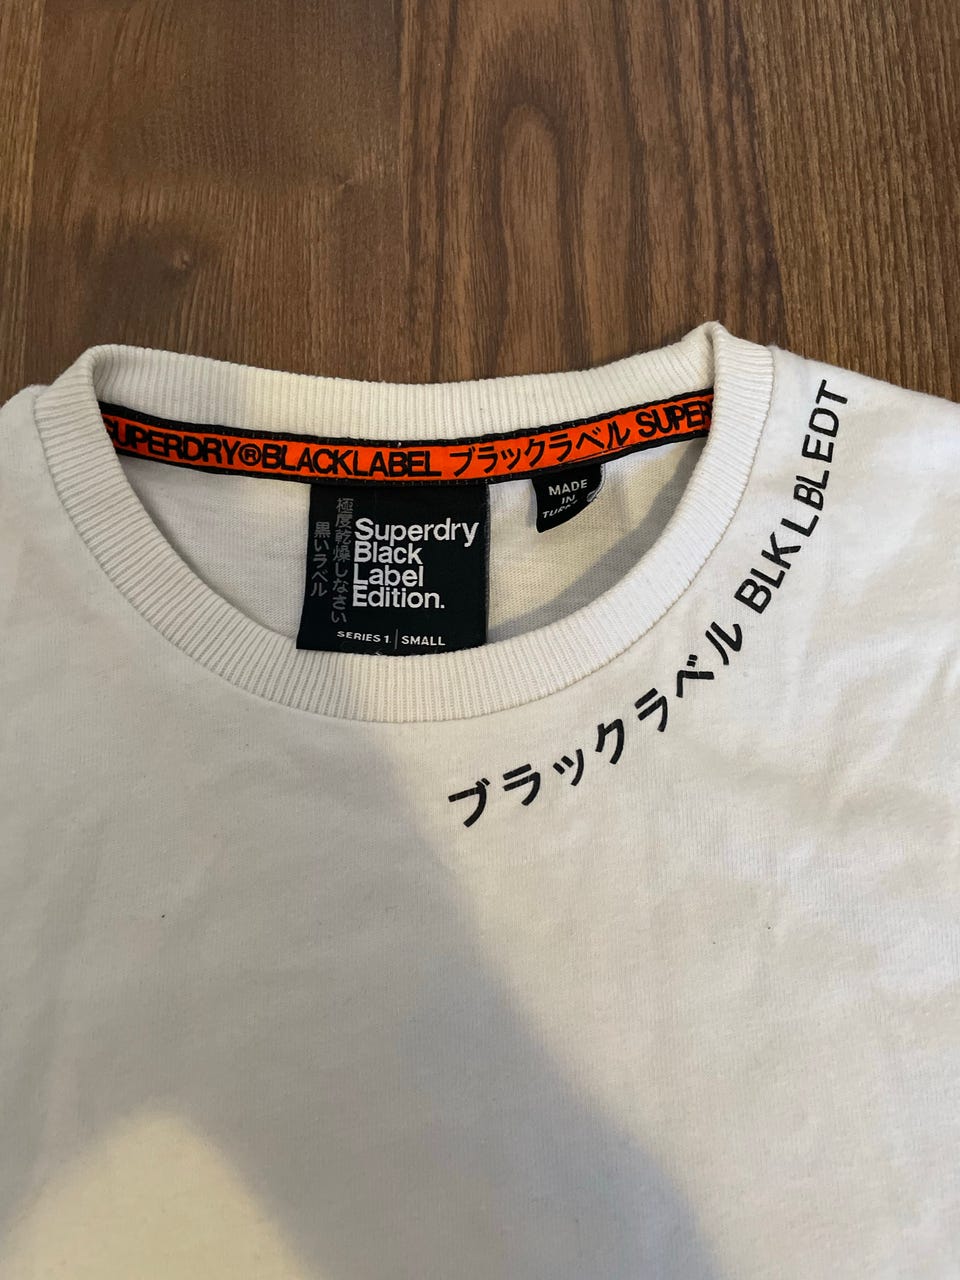 SUPERDRY®BLACKLABEL ブラックラベル SUPER
極度乾燥しなさい
黒いラベル
Superdry
Black
Label
Edition.
SERIES 1 | SMALL
MADE
IN
ブラックラベル BLK LBL EDT